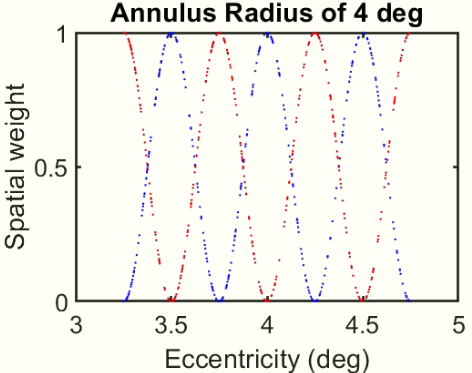 Annulus Radius of 4 deg
Spatial weight
1
0.5
0
3
3.5
4
4.5
5
Eccentricity (deg)